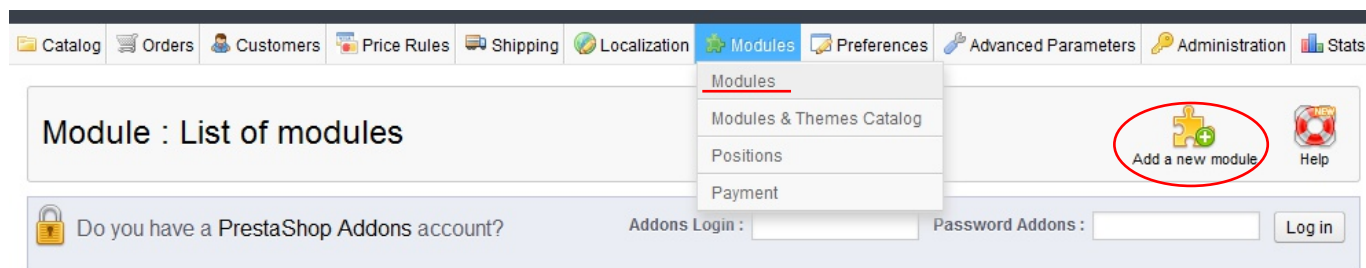 Catalog Orders Customers Price Rules Shipping Localization Modules Preferences Advanced Parameters Administration Stats
Modules
Modules & Themes Catalog
Positions
Payment
Module : List of modules
NEW
Add a new module
Help
Do you have a PrestaShop Addons account?
Addons Login :
Password Addons :
Log in